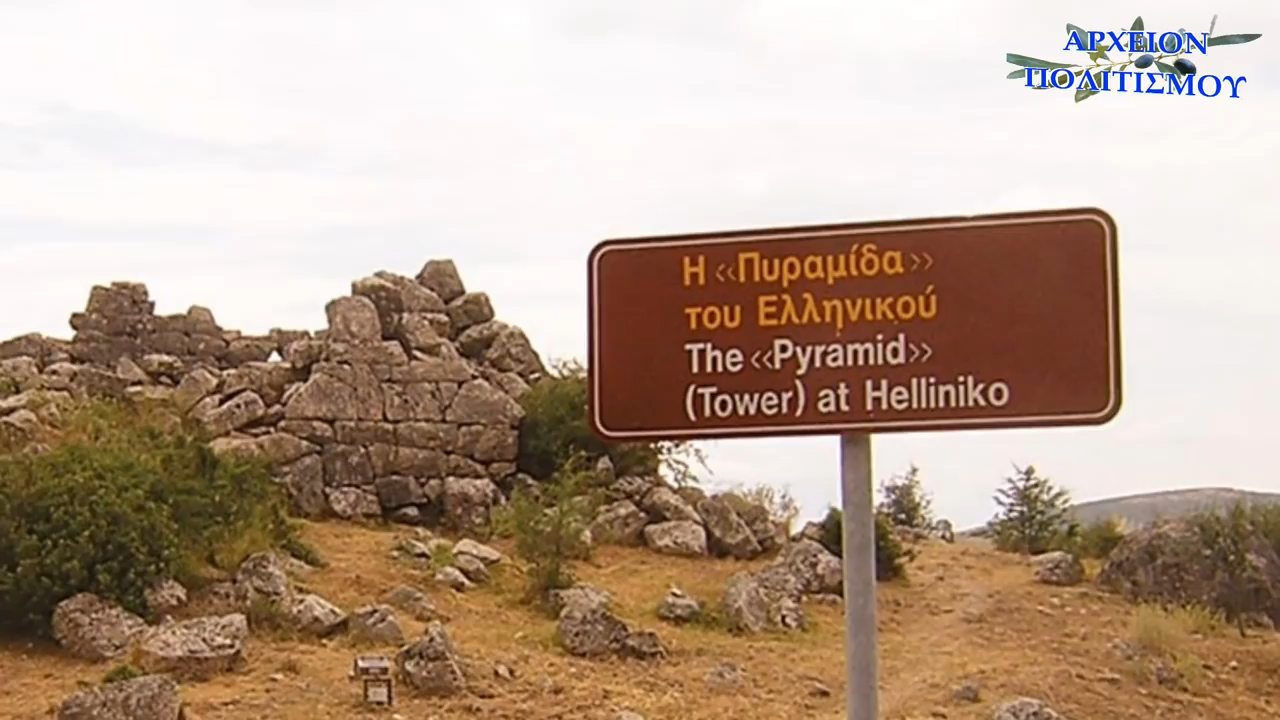 ΑΡΧΕΙΟΝ
ΠΟΛΙΤΙΣΜΟΥ
Η <<Πυραμίδα>>
του Ελληνικού
The <<Pyramid>>
(Tower) at Helliniko